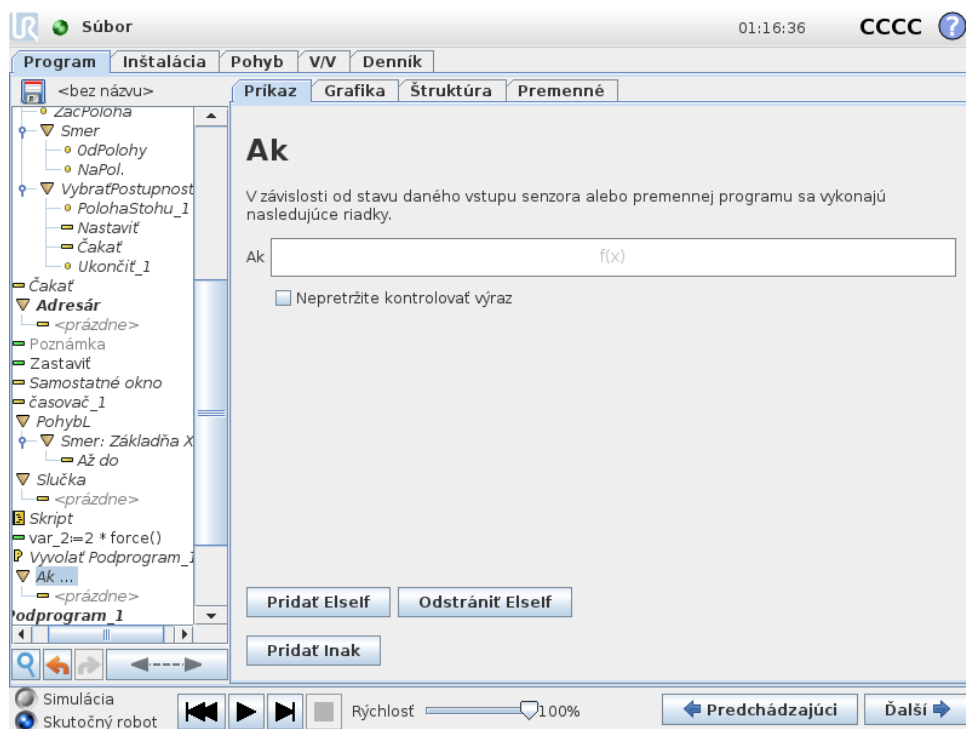 UR Súbor 01:16:36 CCCC ?
Program Inštalácia Pohyb V/V Denník
<bez názvu> Príkaz Grafika Štruktúra Premenné
ZacPoloha
Smer
OdPolohy
NaPol.
VybraťPostupnost
PolohaStohu_1
Nastaviť
Čakať
Ukončiť_1
Čakať
Adresár
<prázdne>
Poznámka
Zastaviť
Samostatné okno
časovač_1
PohybL
Smer: Základňa X
Až do
Slučka
<prázdne>
Skript
var_2:=2 * force()
Vyvolať Podprogram_1
Ak ...
<prázdne>
Podprogram_1
Ak
V závislosti od stavu daného vstupu senzora alebo premennej programu sa vykonajú
nasledujúce riadky.
Ak f(x)
Nepretržite kontrolovať výraz
Pridať ElseIf Odstrániť ElseIf
Pridať Inak
Simulácia
Skutočný robot
Rýchlosť 100%
Predchádzajúci Ďalší